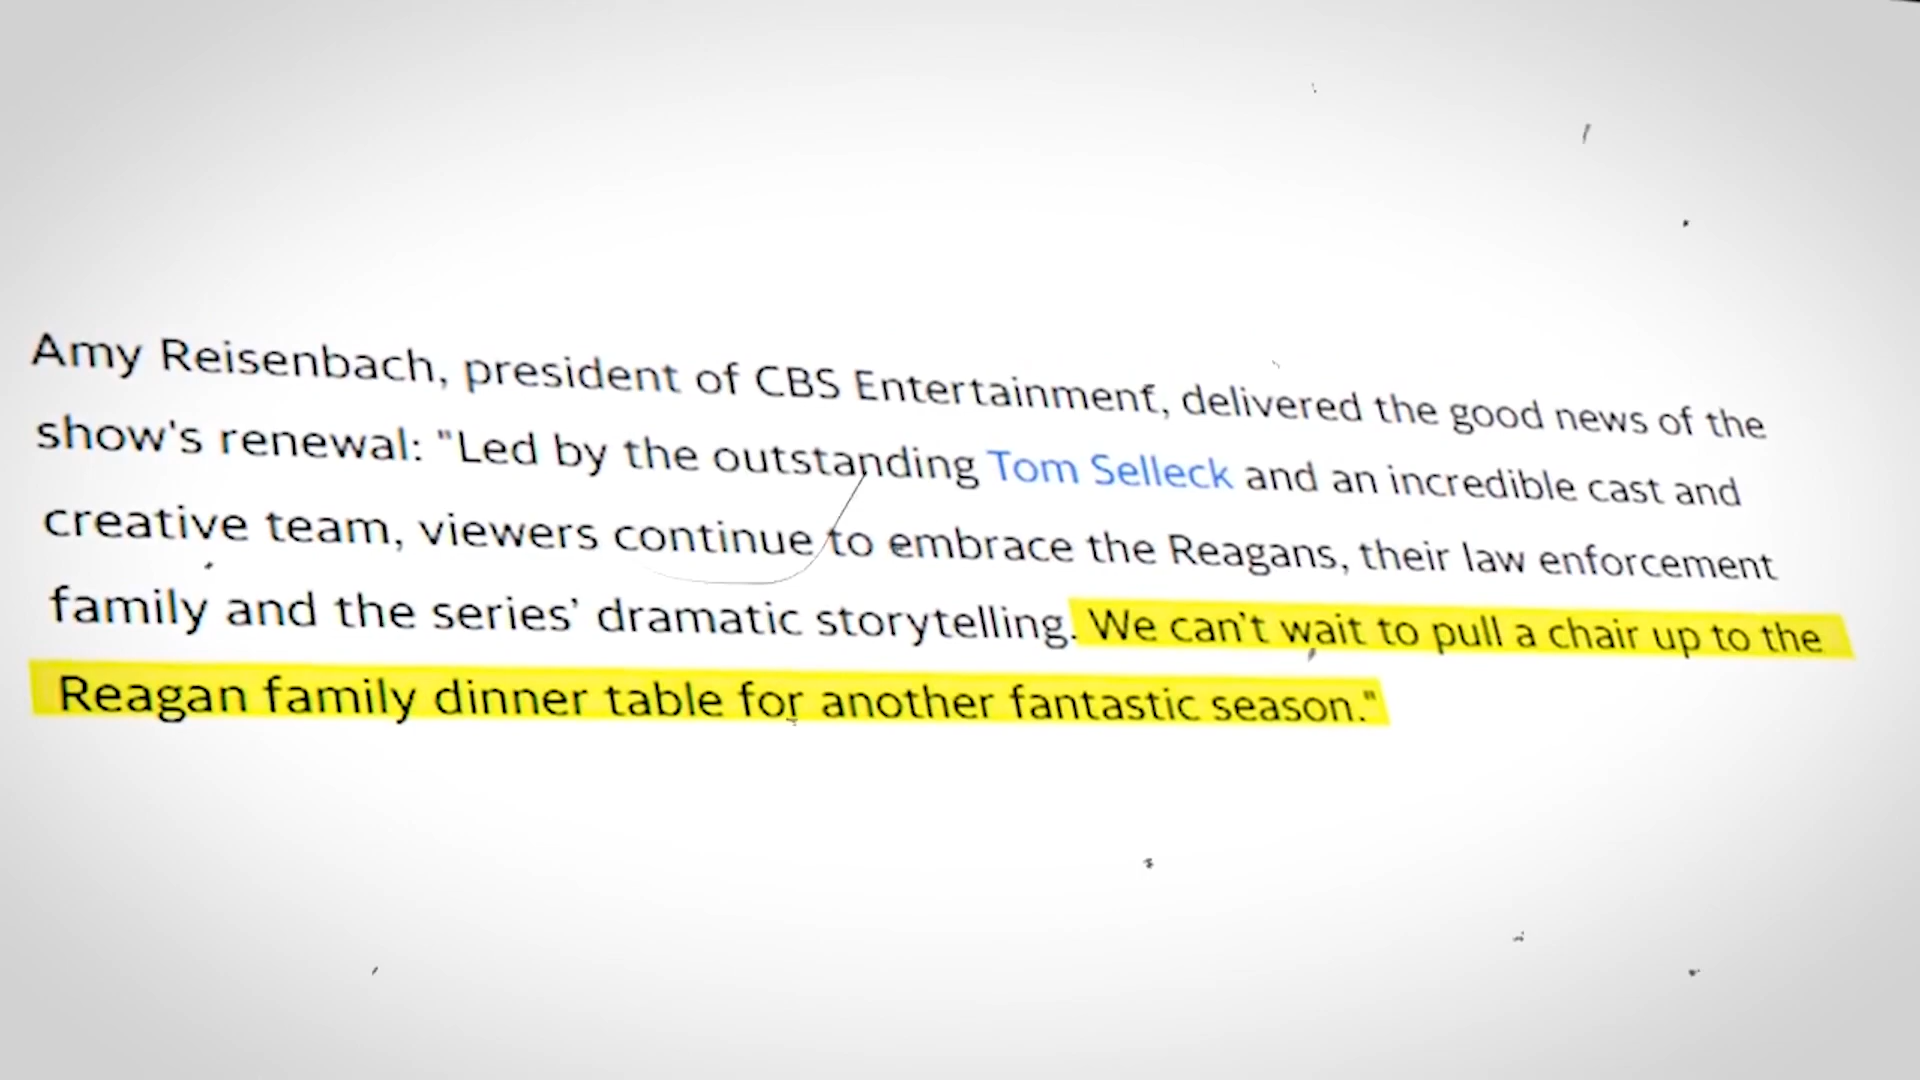 Amy Reisenbach, president of CBS Entertainment, delivered the good news of the
show's renewal: "Led by the outstanding Tom Selleck and an incredible cast and
creative team, viewers continue to embrace the Reagans, their law enforcement
family and the series’ dramatic storytelling. We can’t wait to pull a chair up to the
Reagan family dinner table for another fantastic season."